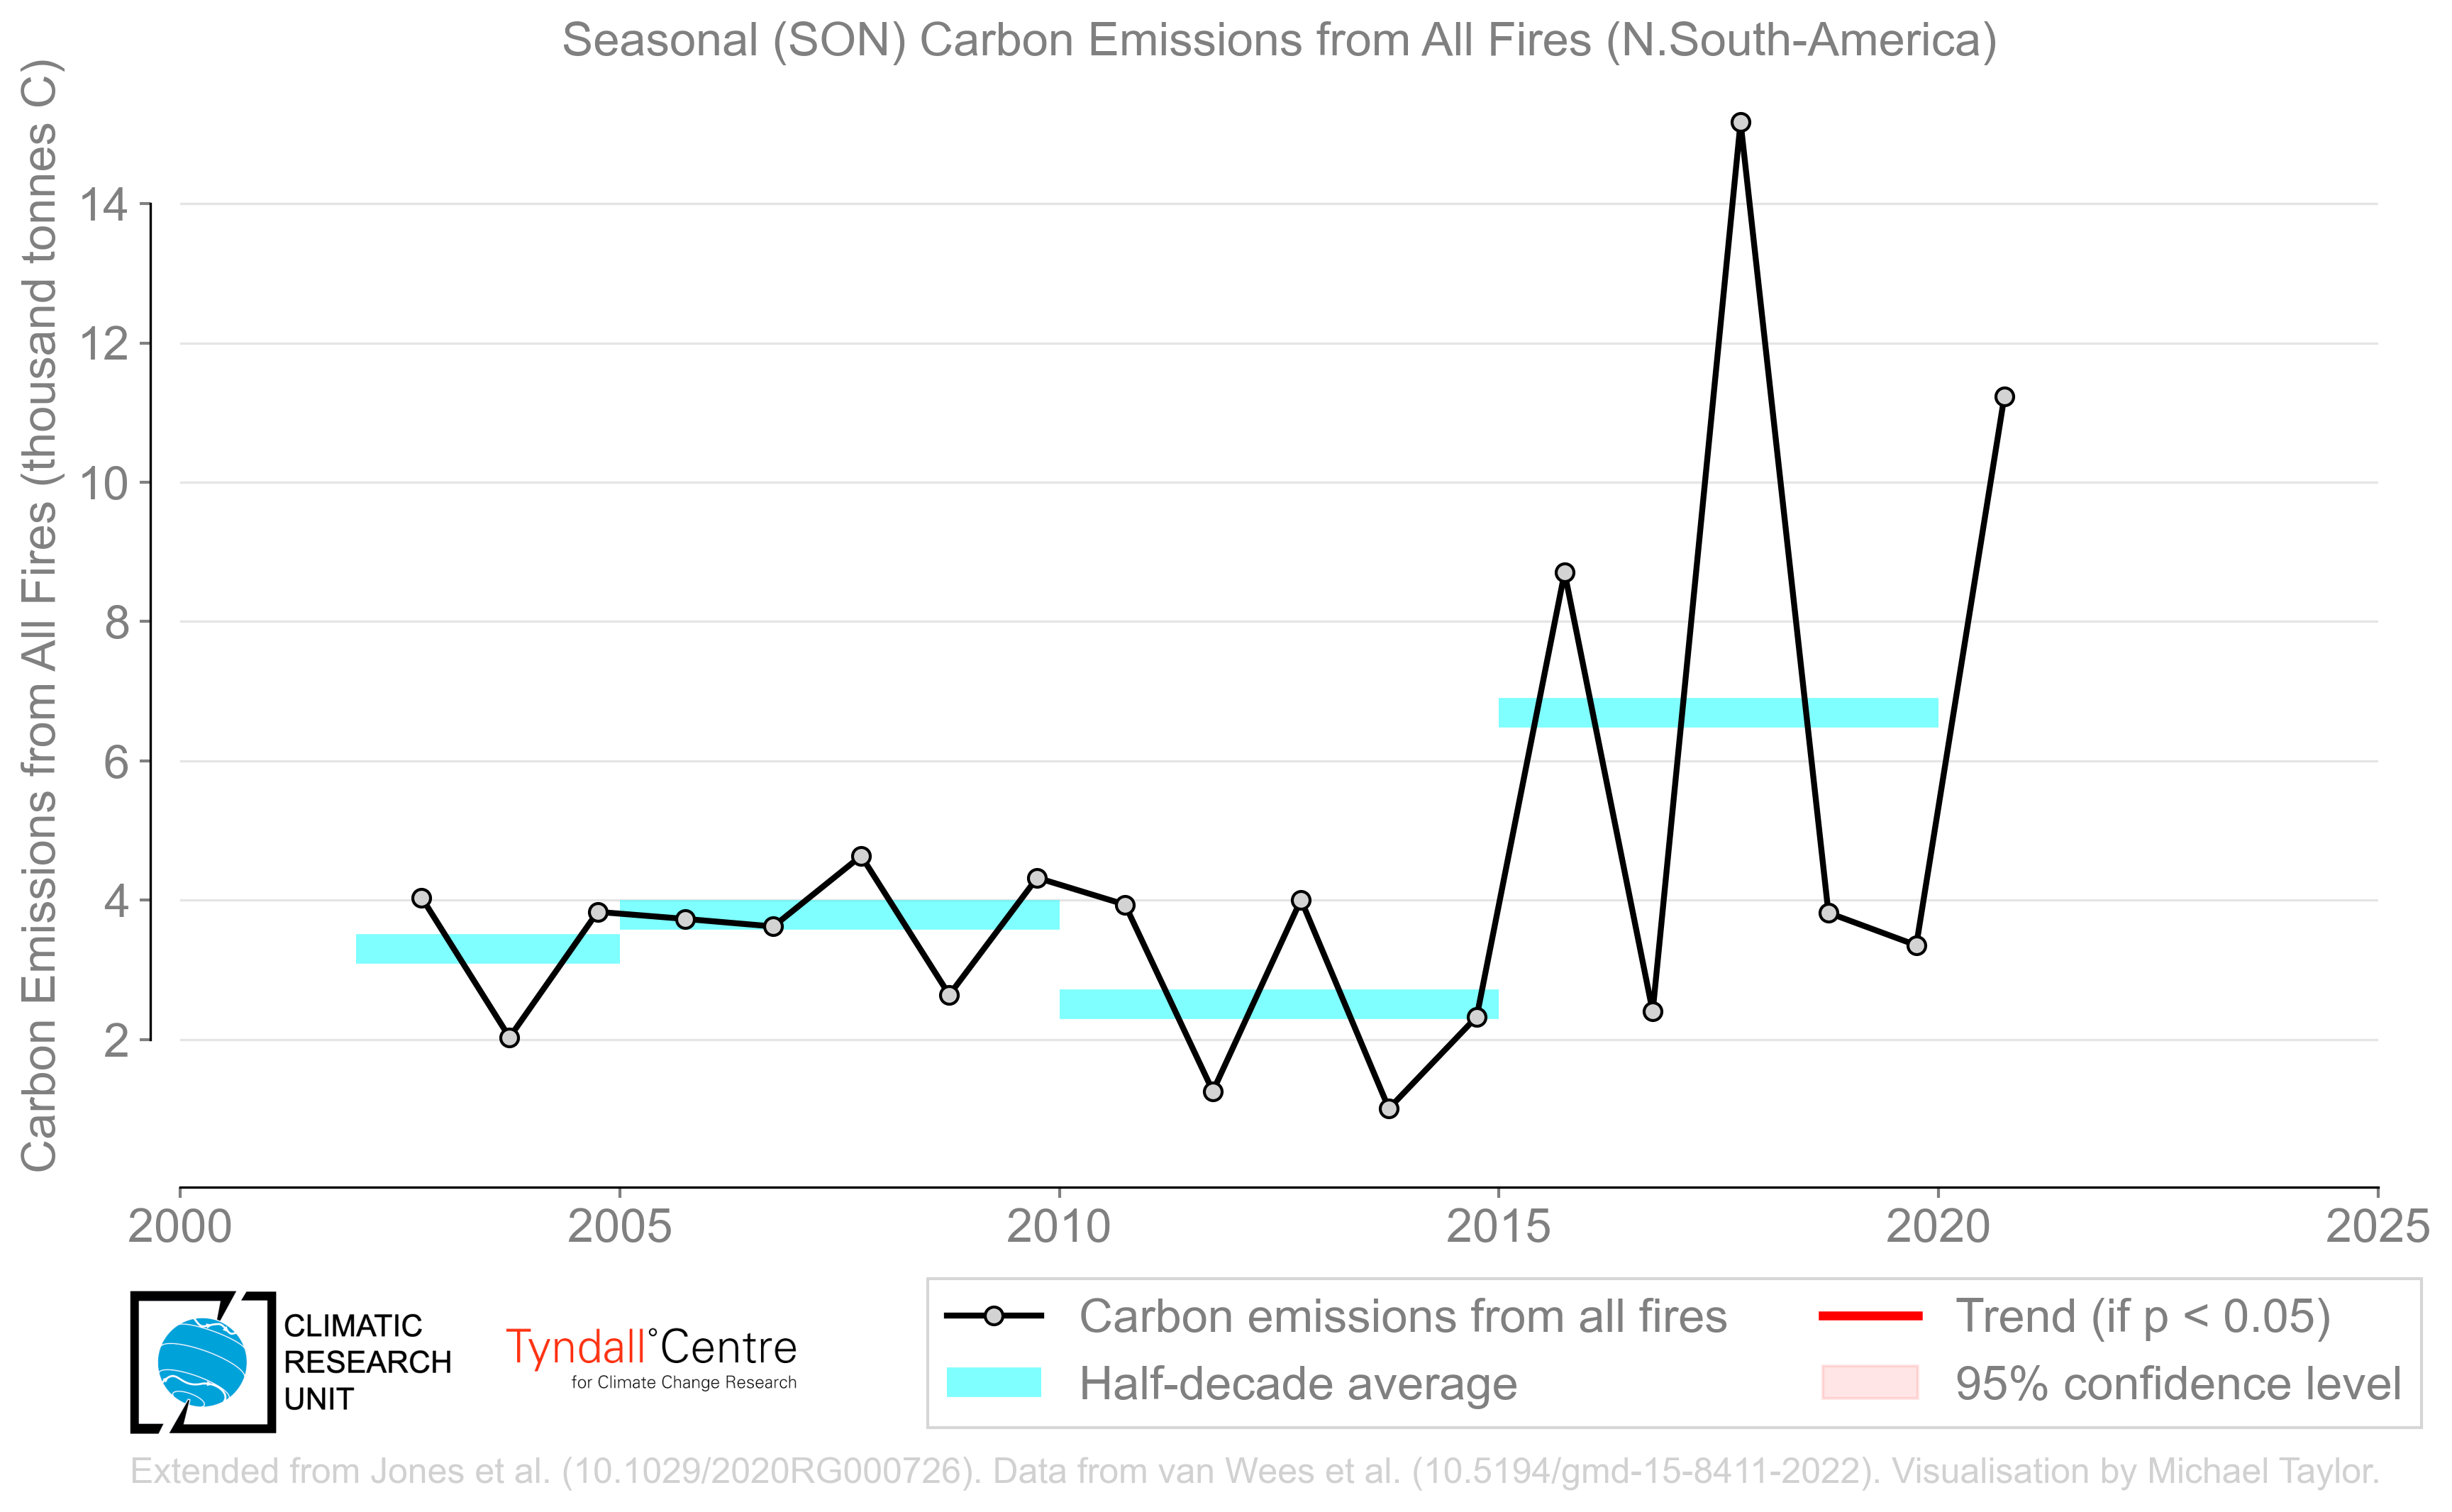 Seasonal (SON) Carbon Emissions from All Fires (N.South-America)
Carbon Emissions from All Fires (thousand tonnes C)
14
12
10
8
6
4
2
2000
2005
2010
2015
2020
2025
Carbon emissions from all fires
Half-decade average
Trend (if p < 0.05)
95% confidence level
CLIMATIC
RESEARCH
UNIT
Tyndall°Centre
for Climate Change Research
Extended from Jones et al. (10.1029/2020RG000726). Data from van Wees et al. (10.5194/gmd-15-8411-2022). Visualisation by Michael Taylor.